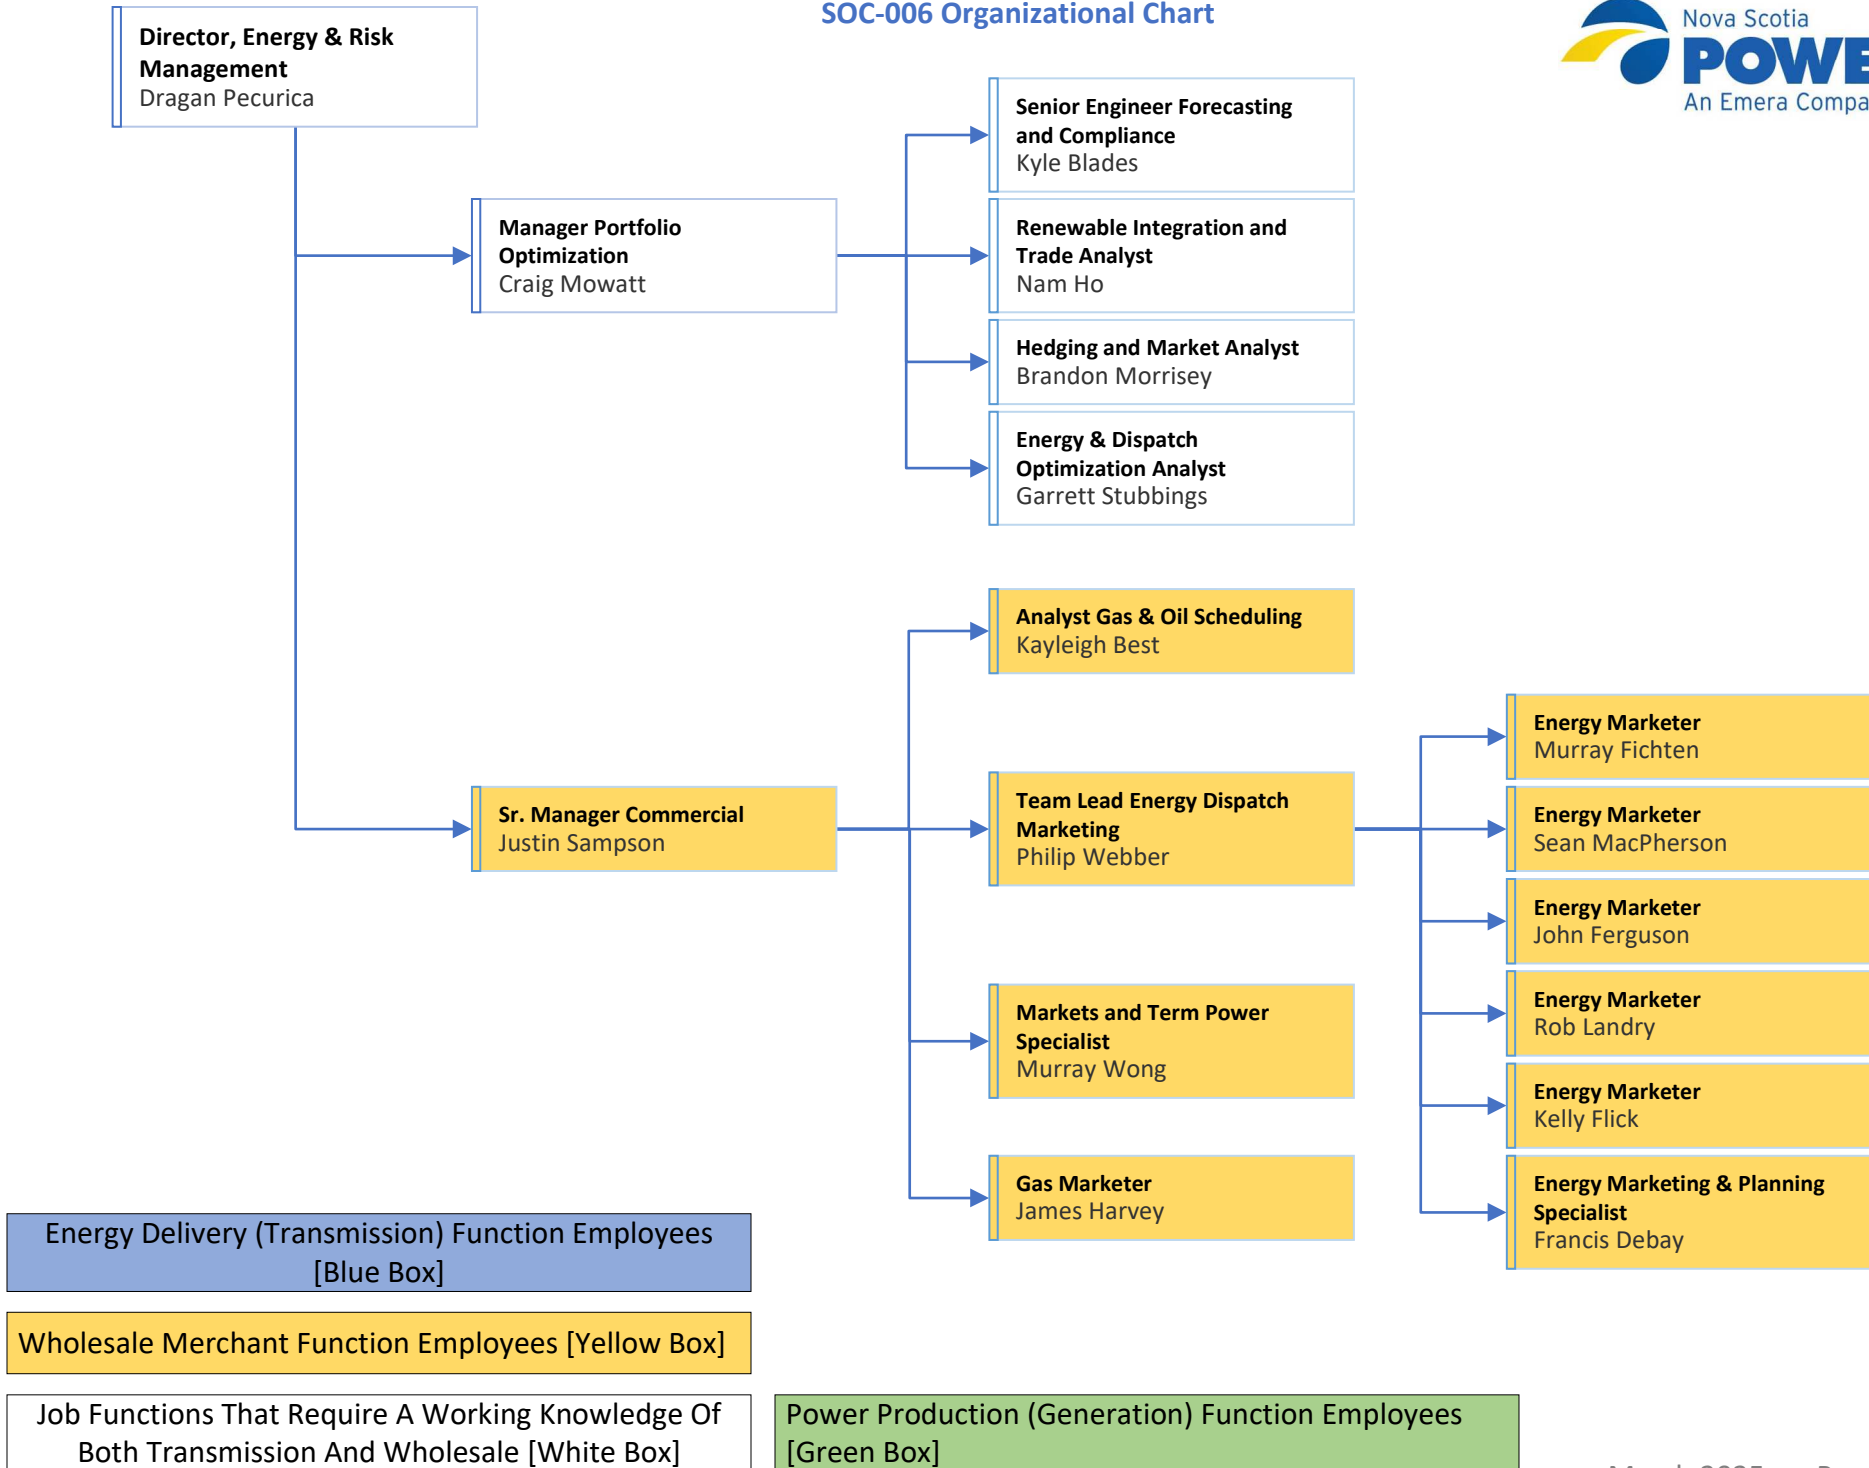 SOC-006 Organizational Chart
Nova Scotia
POWE
An Emera Compa
Director, Energy & Risk
Management
Dragan Pecurica
Manager Portfolio
Optimization
Craig Mowatt
Senior Engineer Forecasting
and Compliance
Kyle Blades
Renewable Integration and
Trade Analyst
Nam Ho
Hedging and Market Analyst
Brandon Morrisey
Energy & Dispatch
Optimization Analyst
Garrett Stubbings
Sr. Manager Commercial
Justin Sampson
Analyst Gas & Oil Scheduling
Kayleigh Best
Team Lead Energy Dispatch
Marketing
Philip Webber
Markets and Term Power
Specialist
Murray Wong
Gas Marketer
James Harvey
Energy Marketer
Murray Fichten
Energy Marketer
Sean MacPherson
Energy Marketer
John Ferguson
Energy Marketer
Rob Landry
Energy Marketer
Kelly Flick
Energy Marketing & Planning
Specialist
Francis Debay
Energy Delivery (Transmission) Function Employees
[Blue Box]
Wholesale Merchant Function Employees [Yellow Box]
Job Functions That Require A Working Knowledge Of
Both Transmission And Wholesale [White Box]
Power Production (Generation) Function Employees
[Green Box]